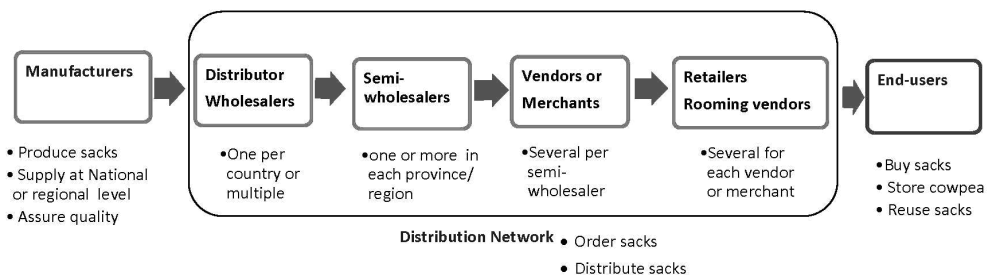 Manufacturers
• Produce sacks
• Supply at National
or regional level
• Assure quality
Distributor
Wholesalers
•One per
country or
multiple
Semi-
wholesalers
•one or more in
each province/
region
Vendors or
Merchants
•Several per
semi-
wholesaler
Retailers
Rooming vendors
•Several for
each vendor
or merchant
End-users
• Buy sacks
• Store cowpea
• Reuse sacks
Distribution Network
• Order sacks
• Distribute sacks